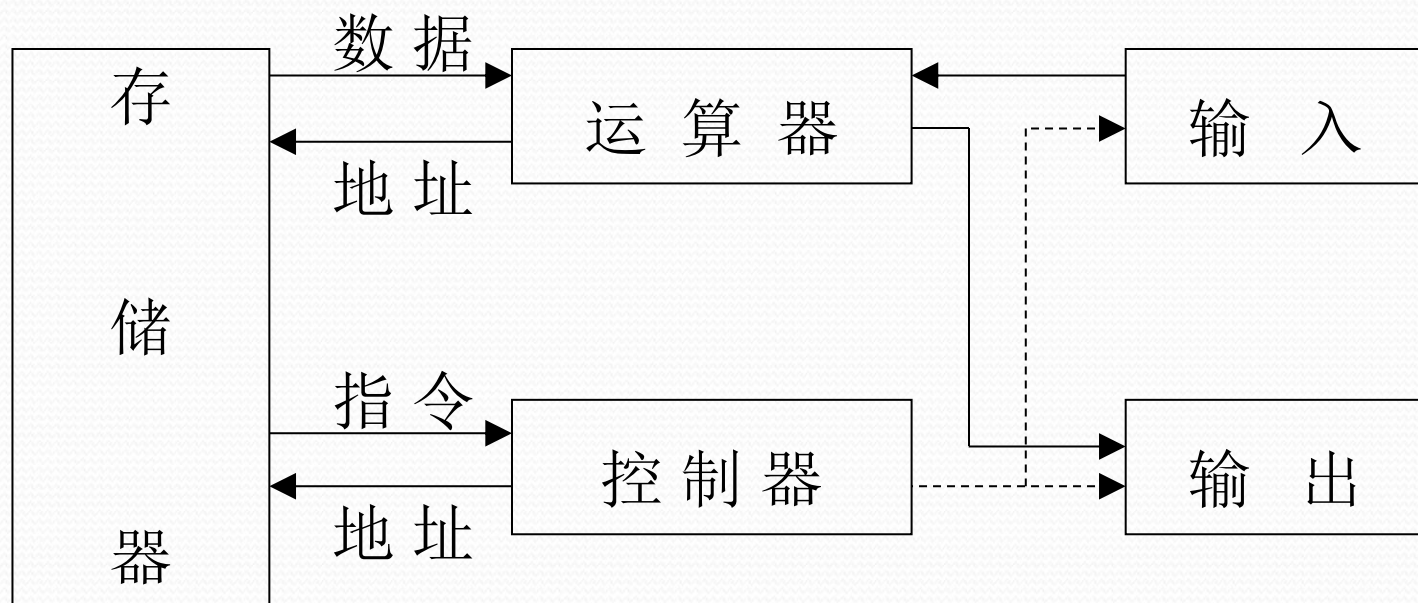 存储器
数据
地址
运算器
输入
指令
地址
控制器
输出